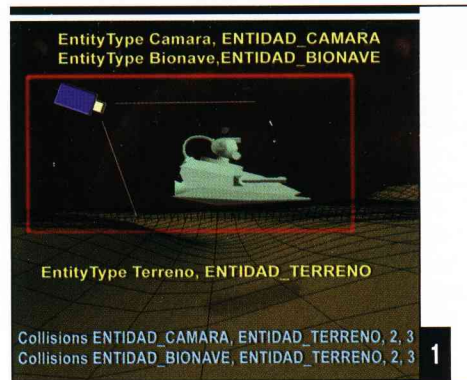 EntityType Camara, ENTIDAD_CAMARA
EntityType Bionave,ENTIDAD_BIONAVE
EntityType Terreno, ENTIDAD_TERRENO
Collisions ENTIDAD_CAMARA, ENTIDAD_TERRENO, 2, 3
Collisions ENTIDAD_BIONAVE, ENTIDAD_TERRENO, 2, 3
1